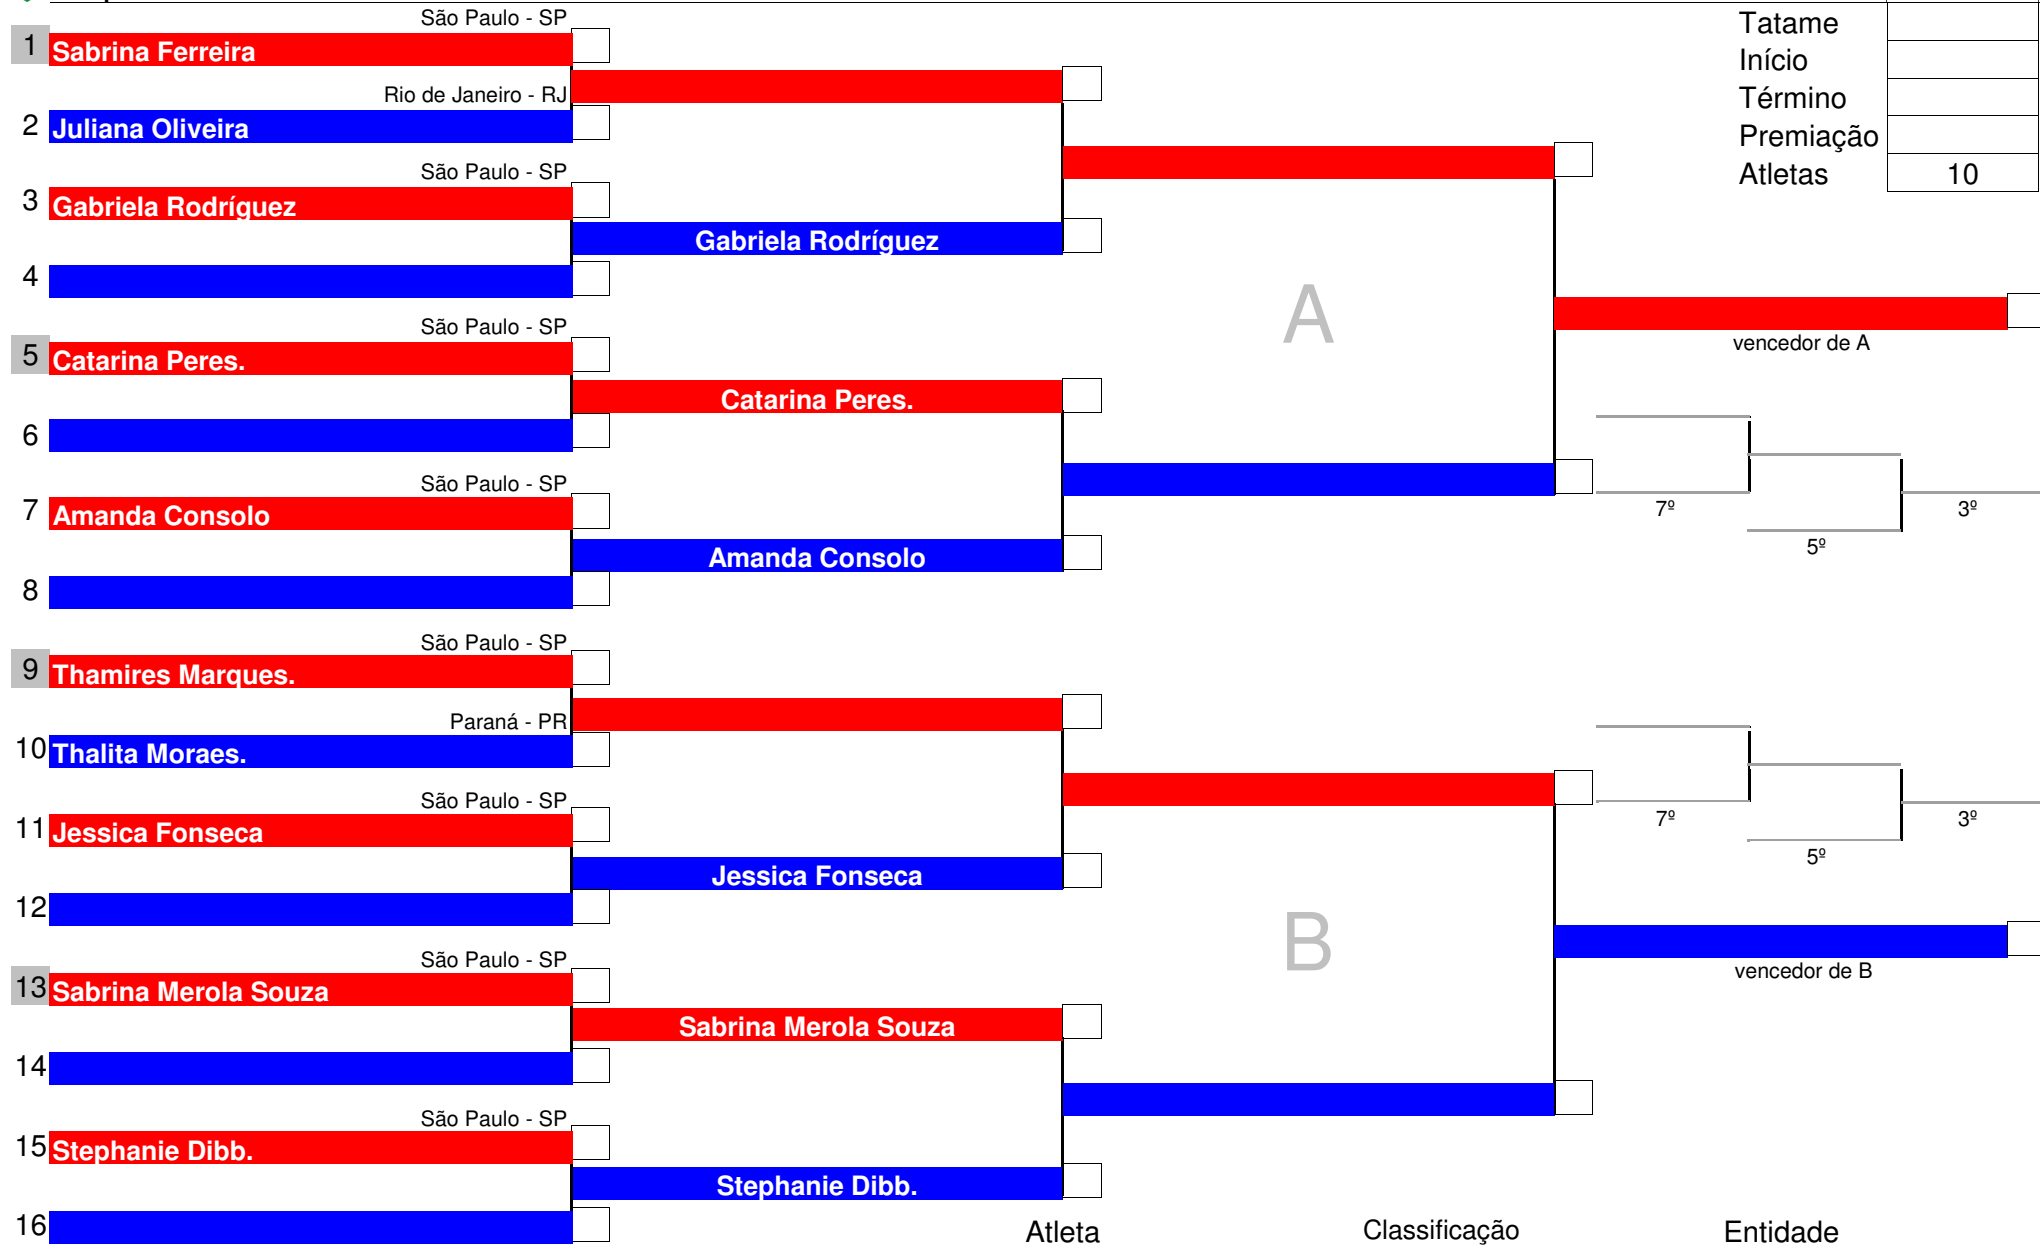 São Paulo - SP
Tatame
1 Sabrina Ferreira
Início
Rio de Janeiro - RJ
Término
2 Juliana Oliveira
Premiação
São Paulo - SP
Atletas 10
3 Gabriela Rodríguez
Gabriela Rodríguez
4
A
São Paulo - SP
vencedor de A
5 Catarina Peres.
Catarina Peres.
6
São Paulo - SP
7 Amanda Consolo
7º 3º
5º
Amanda Consolo
8
São Paulo - SP
9 Thamires Marques.
Paraná - PR
10 Thalita Moraes.
São Paulo - SP
11 Jessica Fonseca
7º 3º
5º
Jessica Fonseca
12
B
São Paulo - SP
vencedor de B
13 Sabrina Merola Souza
Sabrina Merola Souza
14
São Paulo - SP
15 Stephanie Dibb.
Stephanie Dibb.
16
Atleta Classificação Entidade